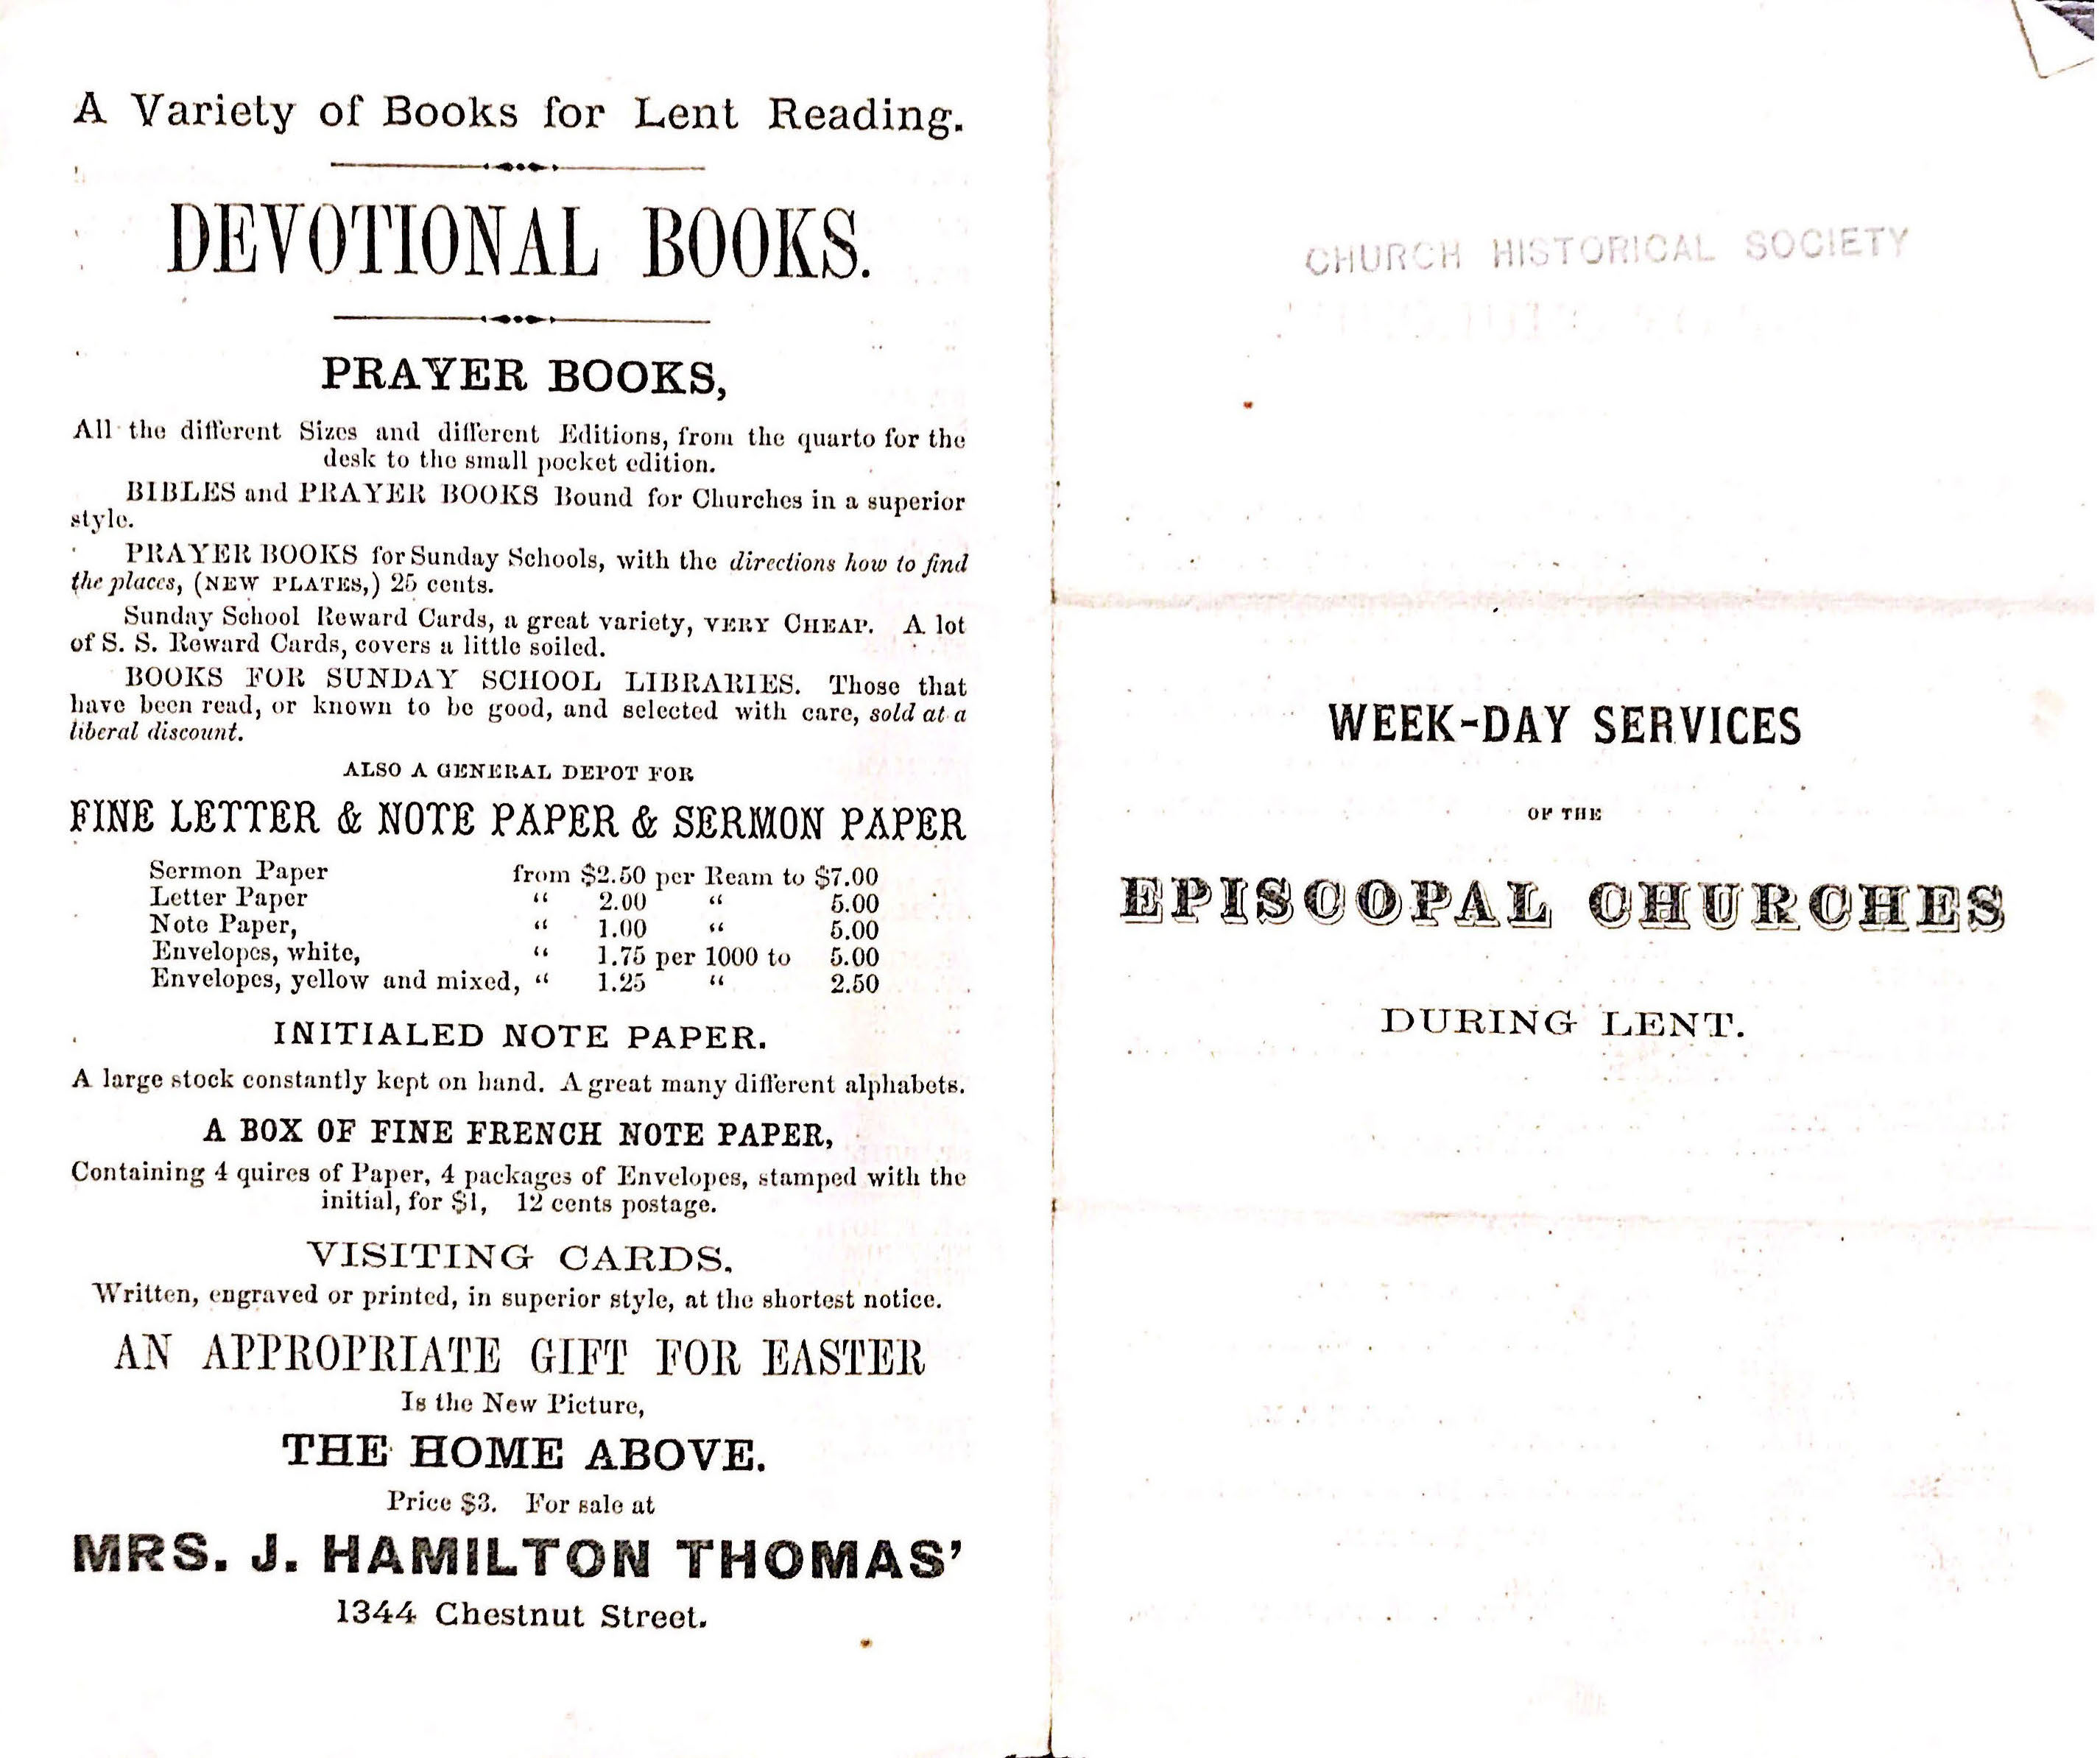 A Variety of Books for Lent Reading.
DEVOTIONAL BOOKS.
PRAYER BOOKS,
All the different Sizes and different Editions, from the quarto for the
desk to the small pocket edition.
BIBLES and PRAYER BOOKS Bound for Churches in a superior
style.
PRAYER BOOKS for Sunday Schools, with the directions how to find
the places, (NEW PLATES,) 25 cents.
Sunday School Reward Cards, a great variety, VERY CHEAP. A lot
of S. S. Reward Cards, covers a little soiled.
BOOKS FOR SUNDAY SCHOOL LIBRARIES. Those that
have been read, or known to be good, and selected with care, sold at a
liberal discount.
ALSO A GENERAL DEPOT FOR
FINE LETTER & NOTE PAPER & SERMON PAPER
Sermon Paper from $2.50 per Ream to $7.00
Letter Paper “ 2.00 “ 5.00
Note Paper, “ 1.00 “ 5.00
Envelopes, white, “ 1.75 per 1000 to 5.00
Envelopes, yellow and mixed, “ 1.25 “ 2.50
INITIALED NOTE PAPER.
A large stock constantly kept on hand. A great many different alphabets.
A BOX OF FINE FRENCH NOTE PAPER,
Containing 4 quires of Paper, 4 packages of Envelopes, stamped with the
initial, for $1, 12 cents postage.
VISITING CARDS.
Written, engraved or printed, in superior style, at the shortest notice.
AN APPROPRIATE GIFT FOR EASTER
Is the New Picture,
THE HOME ABOVE.
Price $3. For sale at
MRS. J. HAMILTON THOMAS’
1344 Chestnut Street.
CHURCH HISTORICAL SOCIETY
WEEK-DAY SERVICES
OF THE
EPISCOPAL CHURCHES
DURING LENT.